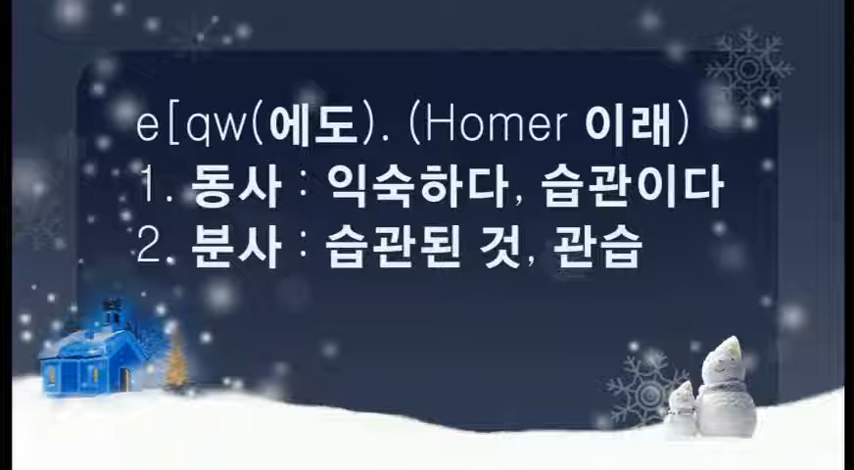 e[qw(에도). (Homer 이래)
1. 동사 : 익숙하다, 습관이다
2. 분사 : 습관된 것, 관습